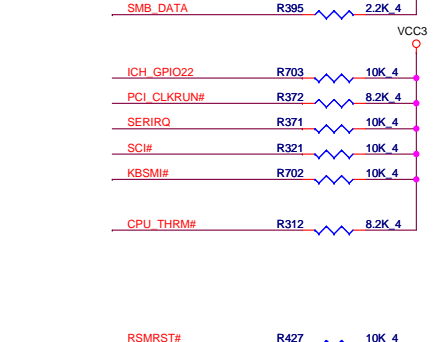 SMB_DATA R395 2.2K_4
VCC3
ICH_GPIO22 R703 10K_4
PCI_CLKRUN# R372 8.2K_4
SERIRQ R371 10K_4
SCI# R321 10K_4
KBSMI# R702 10K_4
CPU_THRM# R312 8.2K_4
RSMRST# R427 10K_4